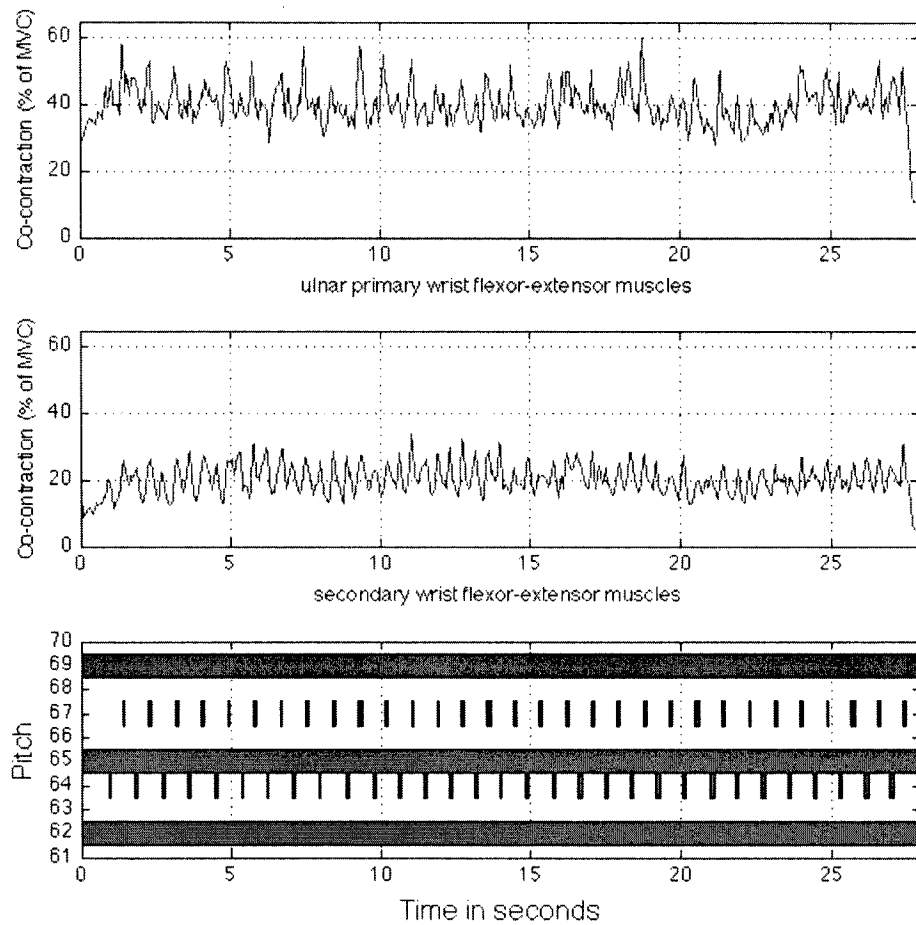 60
40
20
0
Co-contraction (% of MVC)
0 5 10 15 20 25
ulnar primary wrist flexor-extensor muscles
60
40
20
0
Co-contraction (% of MVC)
0 5 10 15 20 25
secondary wrist flexor-extensor muscles
70
69
68
67
66
65
64
63
62
61
Pitch
0 5 10 15 20 25
Time in seconds